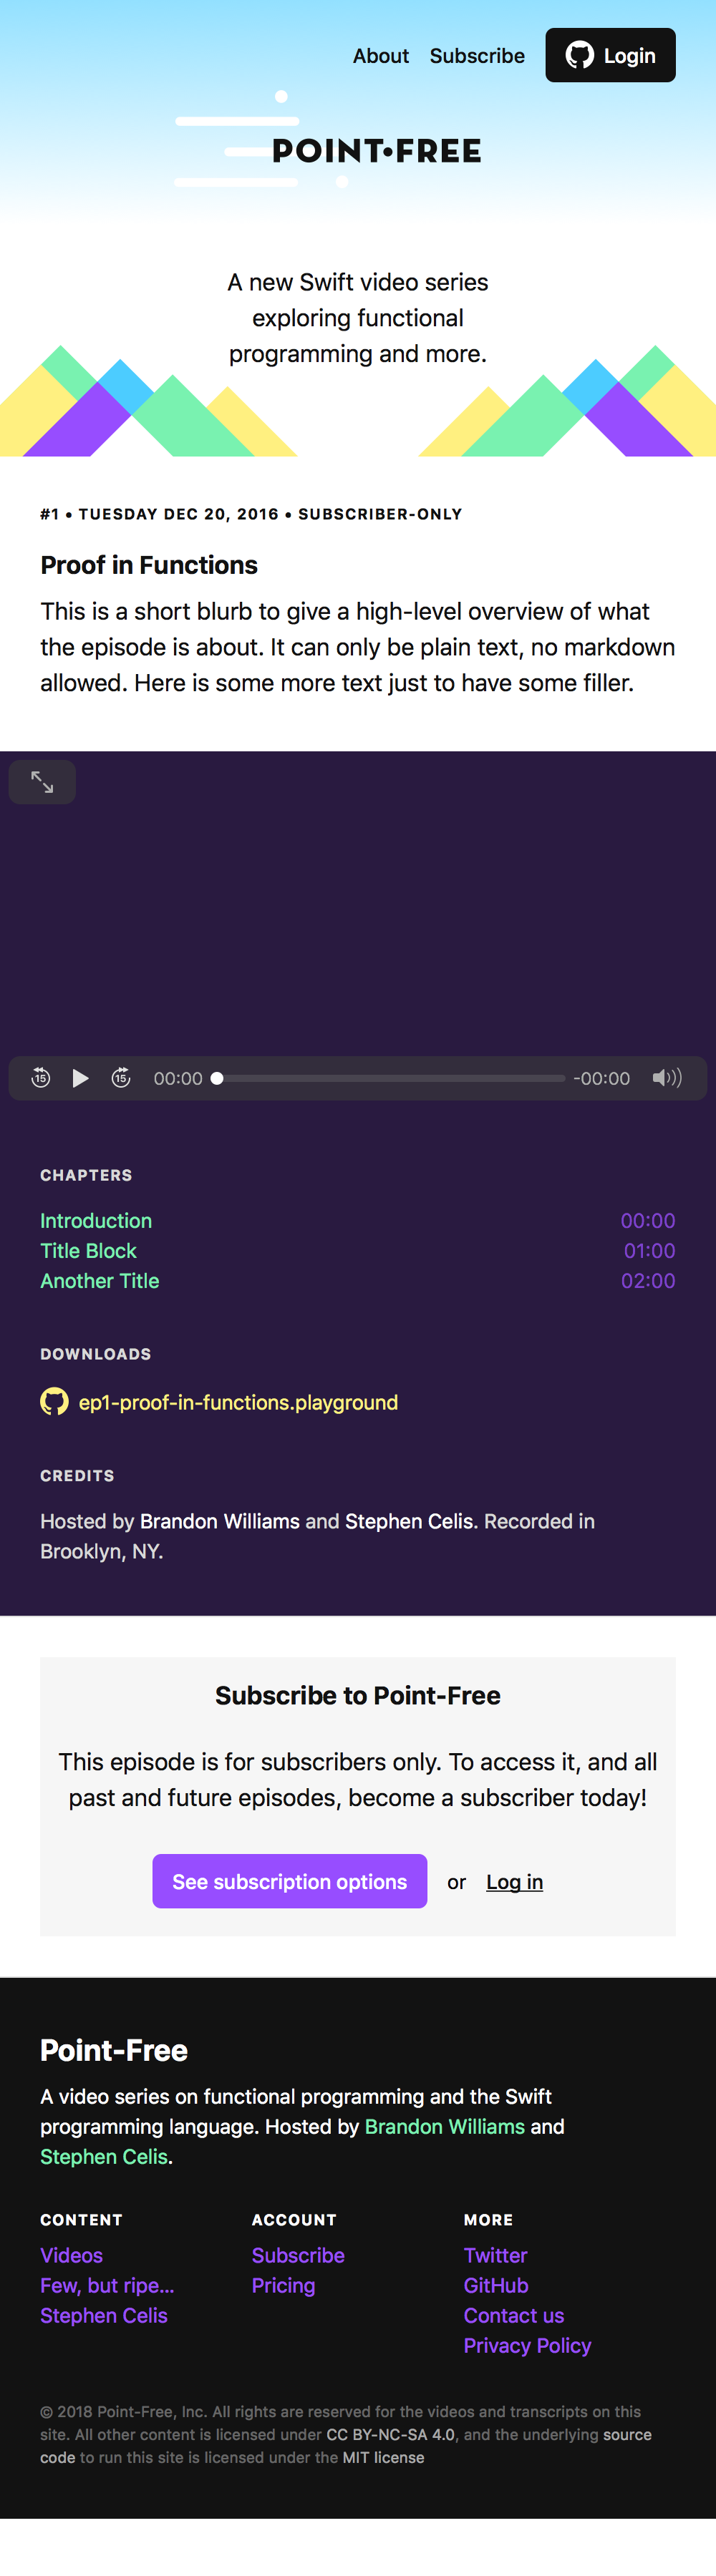 About Subscribe Login
POINT•FREE
A new Swift video series
exploring functional
programming and more.
#1 • TUESDAY DEC 20, 2016 • SUBSCRIBER-ONLY
Proof in Functions
This is a short blurb to give a high-level overview of what
the episode is about. It can only be plain text, no markdown
allowed. Here is some more text just to have some filler.
15 15 00:00 -00:00
CHAPTERS
Introduction 00:00
Title Block 01:00
Another Title 02:00
DOWNLOADS
ep1-proof-in-functions.playground
CREDITS
Hosted by Brandon Williams and Stephen Celis. Recorded in
Brooklyn, NY.
Subscribe to Point-Free
This episode is for subscribers only. To access it, and all
past and future episodes, become a subscriber today!
See subscription options or Log in
Point-Free
A video series on functional programming and the Swift
programming language. Hosted by Brandon Williams and
Stephen Celis.
CONTENT
Videos
Few, but ripe...
Stephen Celis
ACCOUNT
Subscribe
Pricing
MORE
Twitter
GitHub
Contact us
Privacy Policy
© 2018 Point-Free, Inc. All rights are reserved for the videos and transcripts on this
site. All other content is licensed under CC BY-NC-SA 4.0, and the underlying source
code to run this site is licensed under the MIT license